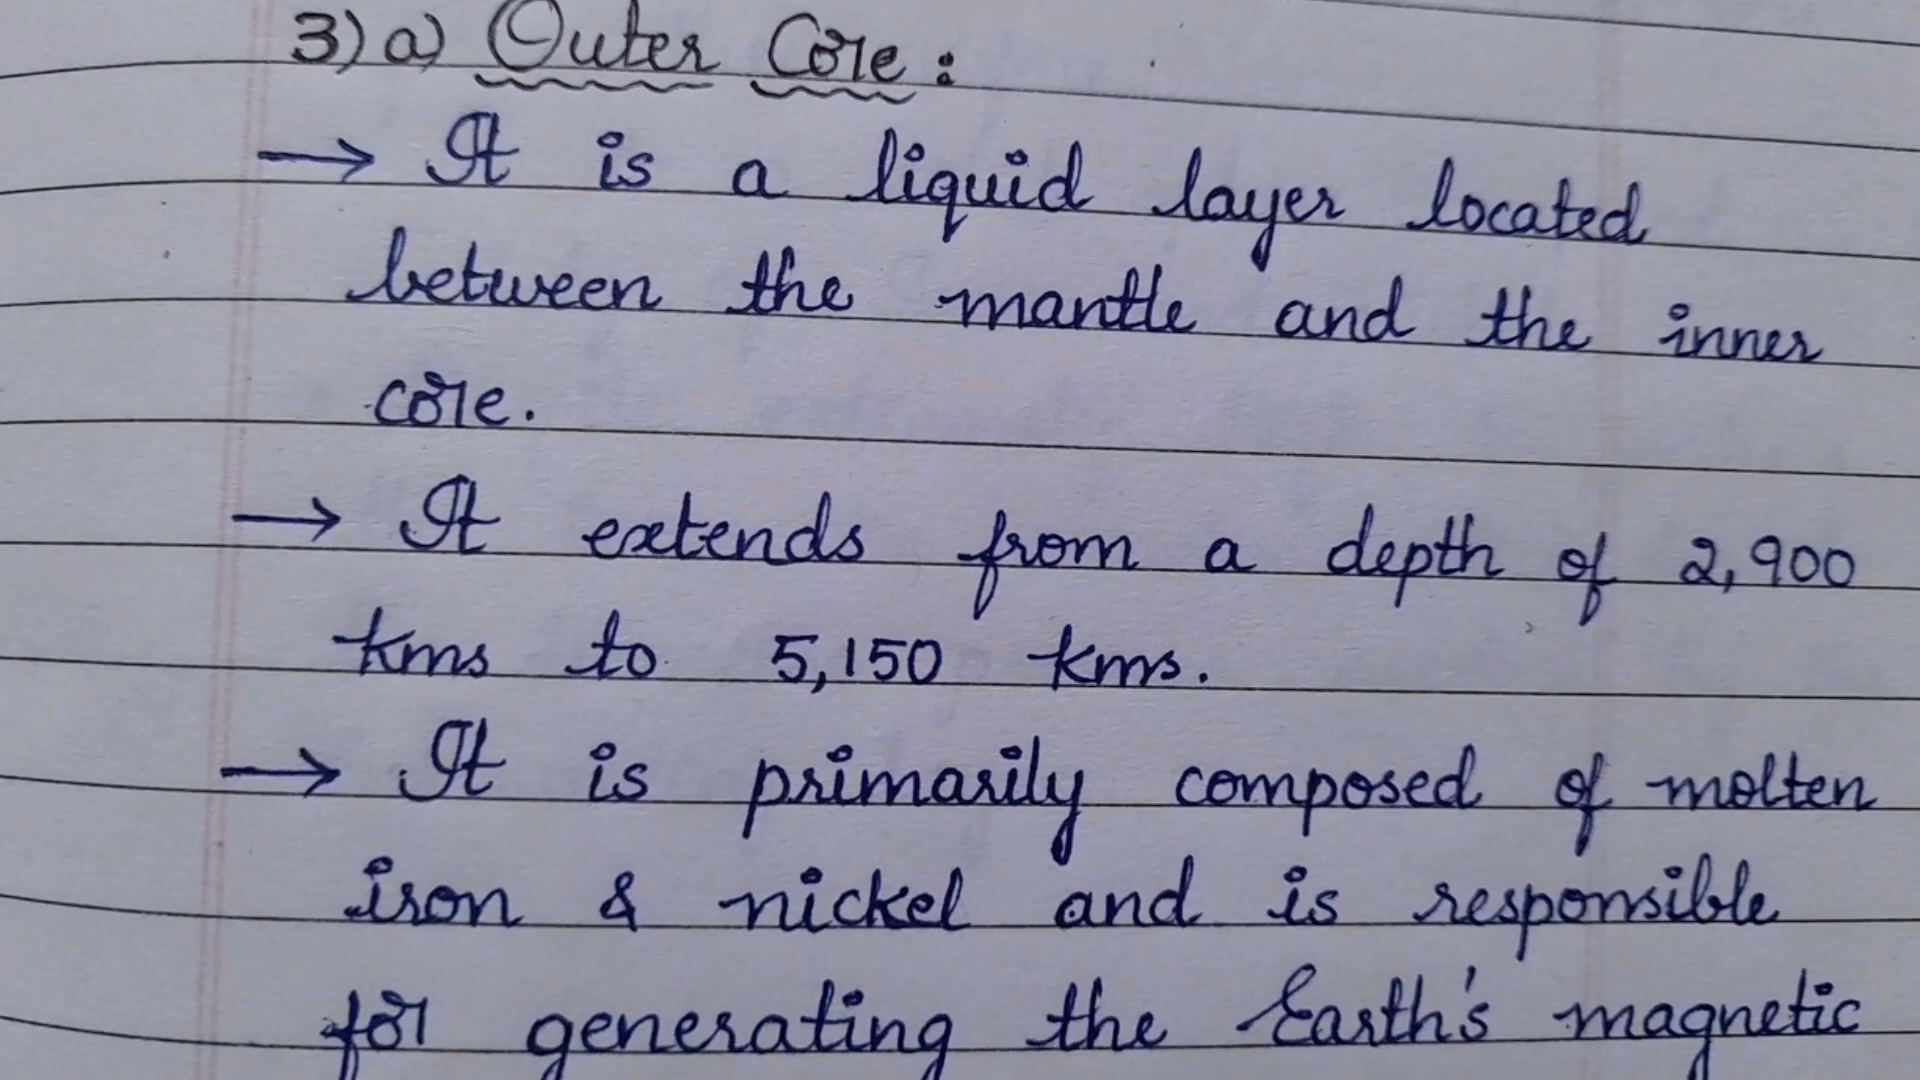 3) a) Outer Core :
→ It is a liquid layer located
between the mantle and the inner
core.
→ It extends from a depth of 2,900
kms to 5,150 kms.
→ It is primarily composed of molten
iron & nickel and is responsible
for generating the Earth's magnetic